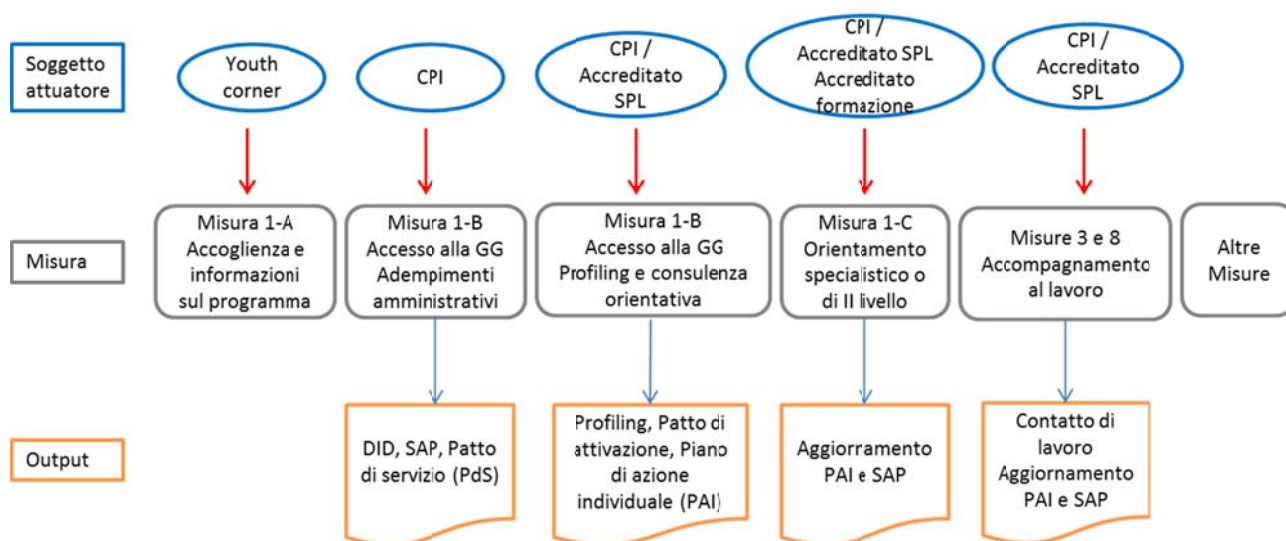 Soggetto
attuatore
Youth
corner
CPI
CPI /
Accreditato
SPL
CPI /
Accreditato SPL
Accreditato
formazione
CPI /
Accreditato
SPL
Misura
Misura 1-A
Accoglienza e
informazioni
sul programma
Misura 1-B
Accesso alla GG
Adempimenti
amministrativi
Misura 1-B
Accesso alla GG
Profiling e consulenza
orientativa
Misura 1-C
Orientamento
specialistico o
di II livello
Misure 3 e 8
Accompagnamento
al lavoro
Altre
Misure
Output
DID, SAP, Patto
di servizio (PdS)
Profiling, Patto di
attivazione, Piano
di azione
individuale (PAI)
Aggiorramento
PAI e SAP
Contatto di
lavoro
Aggiornamento
PAI e SAP